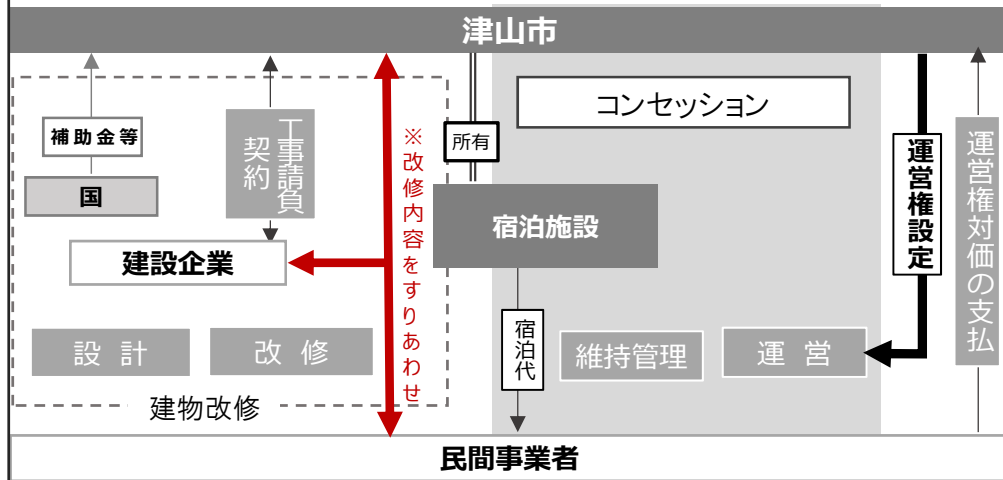 津山市
補助金等
国
工事請負
契約
建設企業
設計
改修
建物改修
※改修内容をすりあわせ
所有
コンセッション
宿泊施設
宿泊代
維持管理
運営
運営権設定
運営権対価の支払
民間事業者